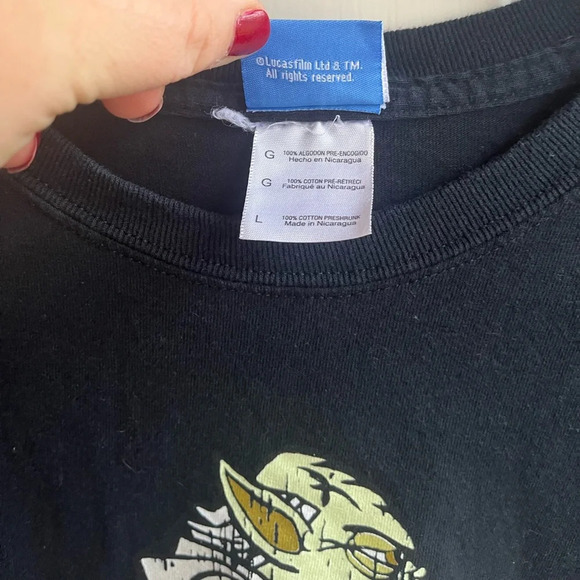 ©Lucasfilm Ltd & TM.
All rights reserved.
G 100% ALGODON PRE-ENCOGIDO
Hecho en Nicaragua
G 100% COTON PRÉ-RÉTRÉCI
Fabriqué au Nicaragua
L 100% COTTON PRESHRUNK
Made in Nicaragua